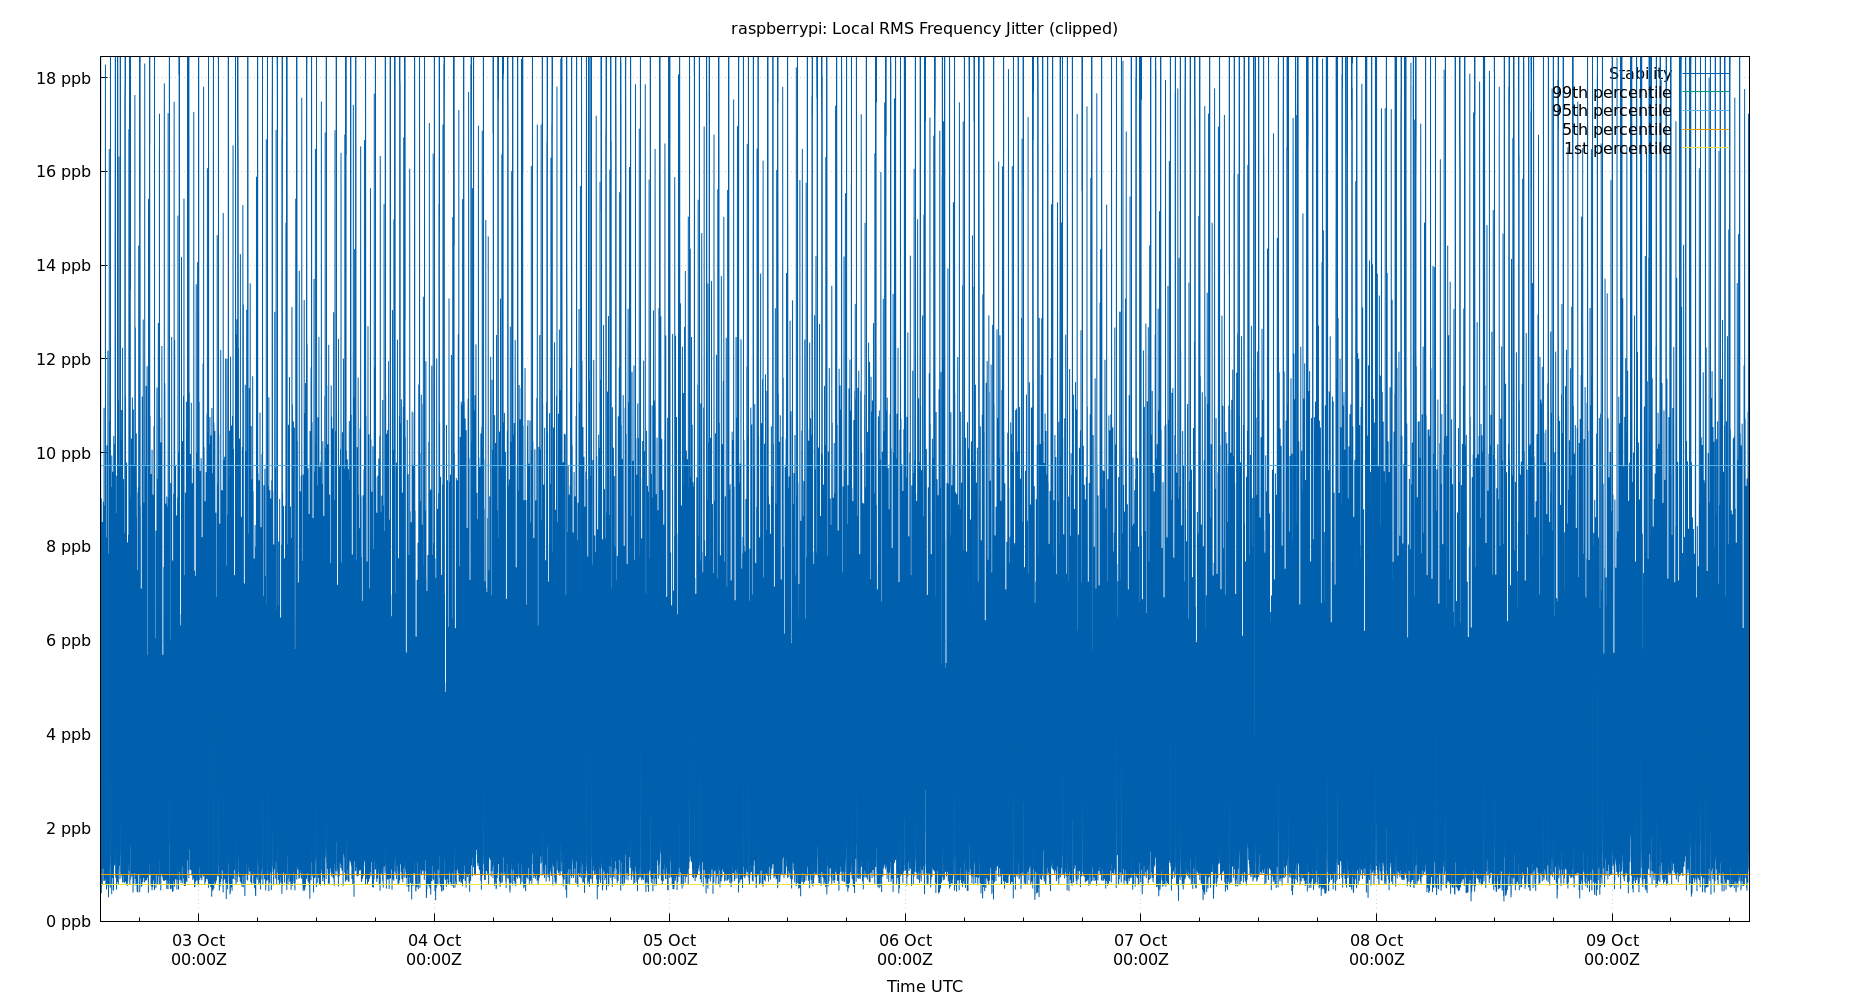 raspberrypi: Local RMS Frequency Jitter (clipped)
18 ppb
16 ppb
14 ppb
12 ppb
10 ppb
8 ppb
6 ppb
4 ppb
2 ppb
0 ppb
Stability
99th percentile
95th percentile
5th percentile
1st percentile
03 Oct 04 Oct 05 Oct 06 Oct 07 Oct 08 Oct 09 Oct
00:00Z 00:00Z 00:00Z 00:00Z 00:00Z 00:00Z 00:00Z
Time UTC